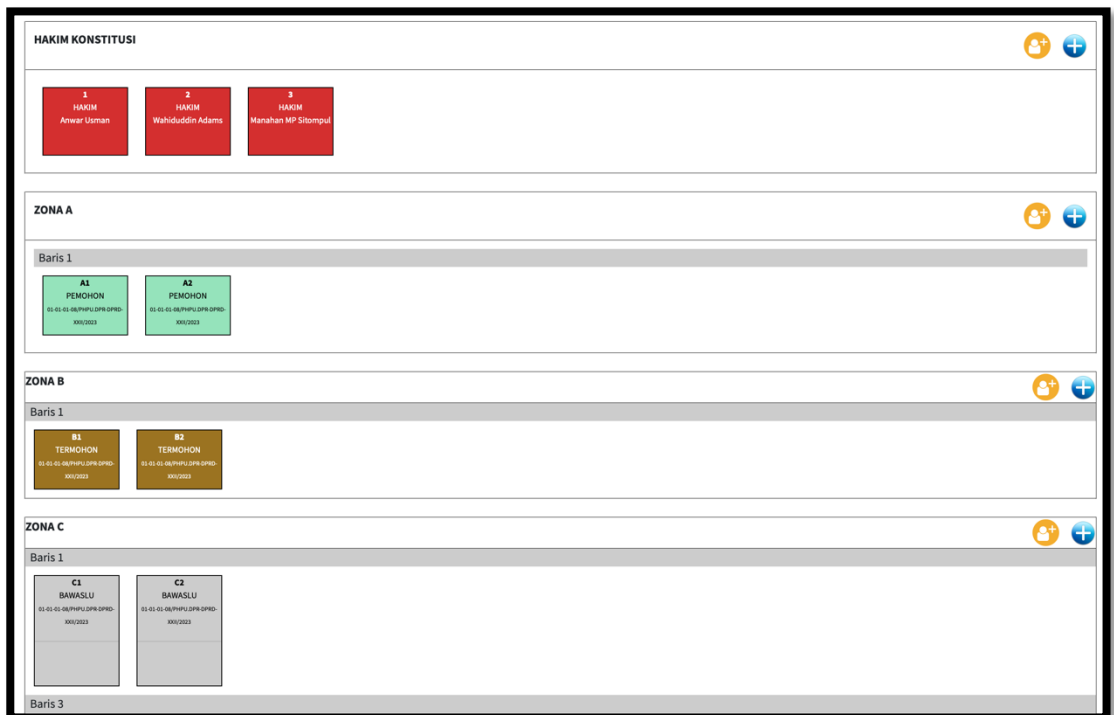 HAKIM KONSTITUSI
1 2 3
HAKIM HAKIM HAKIM
Anwar Usman Wahiduddin Adams Manahan MP Sitompul
ZONA A
Baris 1
A1 A2
PEMOHON PEMOHON
01-01-01-08/PHPU.DPR-DPRD- 01-01-01-08/PHPU.DPR-DPRD-
XXII/2023 XXII/2023
ZONA B
Baris 1
B1 B2
TERMOHON TERMOHON
01-01-01-08/PHPU.DPR-DPRD- 01-01-01-08/PHPU.DPR-DPRD-
XXII/2023 XXII/2023
ZONA C
Baris 1
C1 C2
BAWASLU BAWASLU
01-01-01-08/PHPU.DPR-DPRD- 01-01-01-08/PHPU.DPR-DPRD-
XXII/2023 XXII/2023
Baris 3